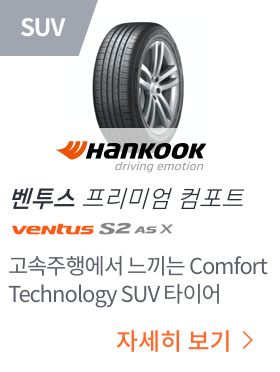 SUV
HANKOOK
driving emotion
벤투스 프리미엄 컴포트
ventus S2 AS X
고속주행에서 느끼는 Comfort
Technology SUV 타이어
자세히 보기 >